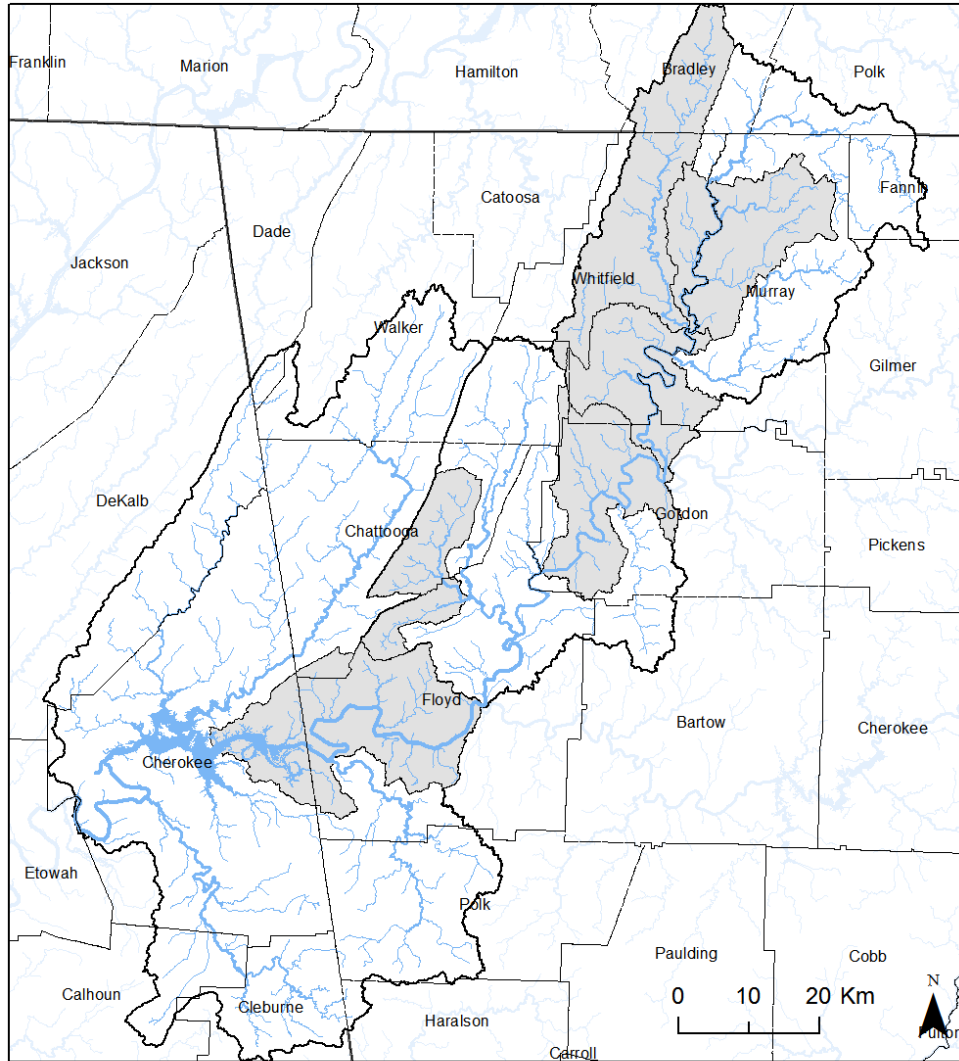 Franklin
Marion
Hamilton
Bradley
Polk
Catoosa
Fannin
Dade
Jackson
Whitfield
Murray
Walker
Gilmer
DeKalb
Chattooga
Gordon
Pickens
Floyd
Bartow
Cherokee
Cherokee
Etowah
Polk
Paulding
Cobb
Calhoun
Cleburne
Haralson
0 10 20 Km
N
Fulton
Carroll